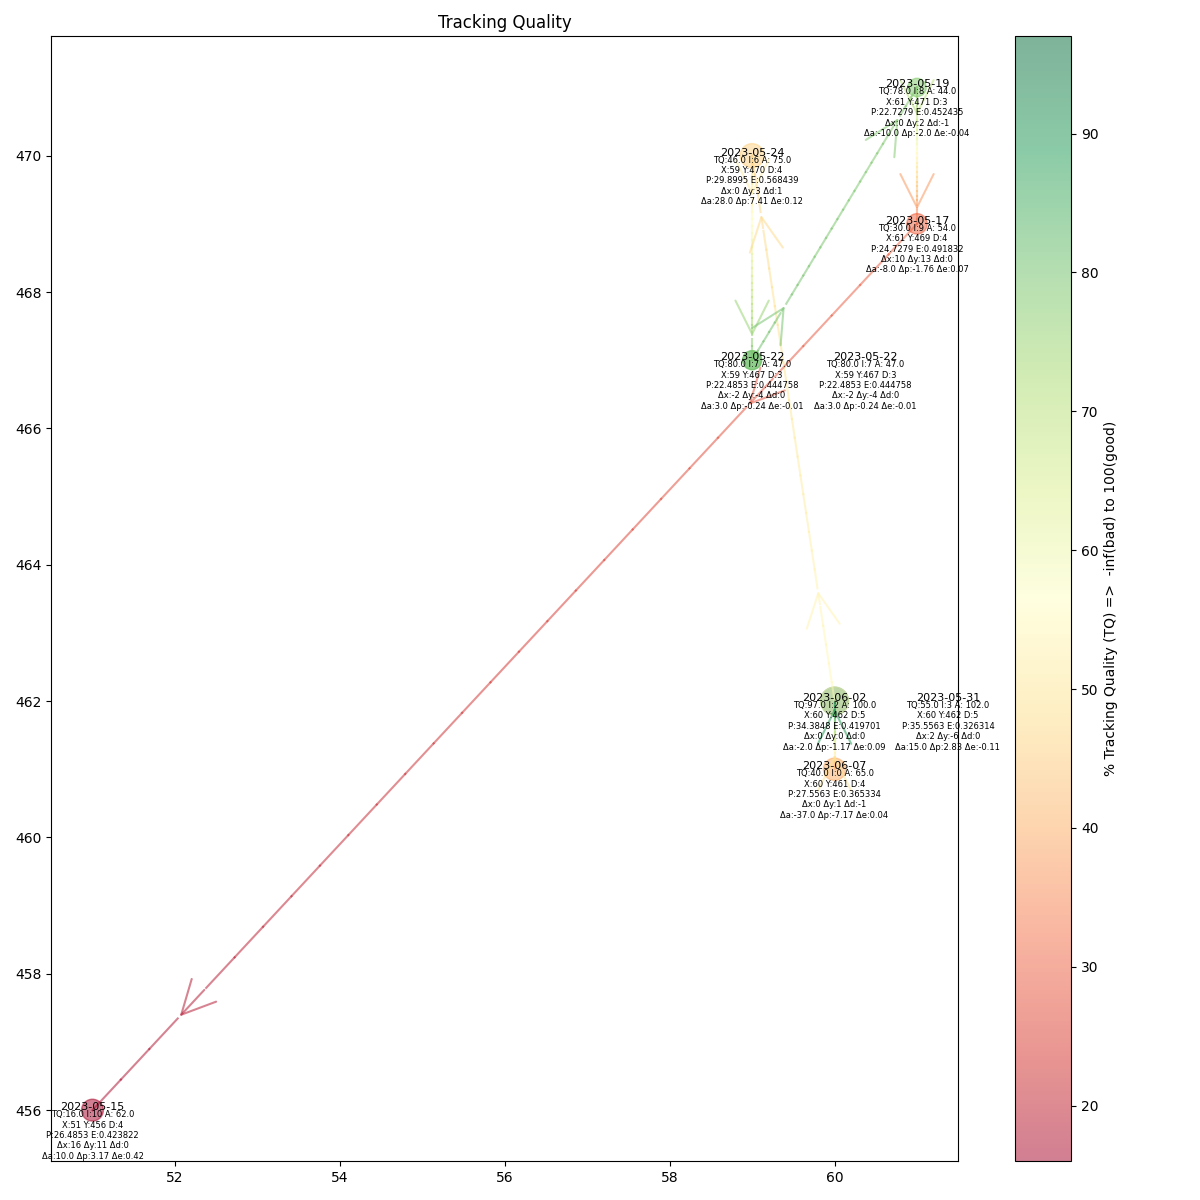 Tracking Quality
2023-05-19
TQ:78.0 I:8 A: 44.0
X:61 Y:471 D:3
P:22.7279 E:0.452435
Δx:0 Δy:2 Δd:-1
Δa:-10.0 Δp:-2.0 Δe:-0.04
2023-05-24
TQ:46.0 I:6 A: 75.0
X:59 Y:470 D:4
P:29.8995 E:0.568439
Δx:0 Δy:3 Δd:1
Δa:28.0 Δp:7.41 Δe:0.12
2023-05-17
TQ:30.0 I:9 A: 54.0
X:61 Y:469 D:4
P:24.7279 E:0.491832
Δx:10 Δy:13 Δd:0
Δa:-8.0 Δp:-1.76 Δe:0.07
2023-05-22
TQ:80.0 I:7 A: 47.0
X:59 Y:467 D:3
P:22.4853 E:0.444758
Δx:-2 Δy:-4 Δd:0
Δa:3.0 Δp:-0.24 Δe:-0.01
2023-05-22
TQ:80.0 I:7 A: 47.0
X:59 Y:467 D:3
P:22.4853 E:0.444758
Δx:-2 Δy:-4 Δd:0
Δa:3.0 Δp:-0.24 Δe:-0.01
2023-06-02
TQ:97.0 I:2 A: 100.0
X:60 Y:462 D:5
P:34.3848 E:0.419701
Δx:0 Δy:0 Δd:0
Δa:-2.0 Δp:-1.17 Δe:0.09
2023-05-31
TQ:55.0 I:3 A: 102.0
X:60 Y:462 D:5
P:35.5563 E:0.326314
Δx:2 Δy:-6 Δd:0
Δa:15.0 Δp:2.83 Δe:-0.11
2023-06-07
TQ:40.0 I:0 A: 65.0
X:60 Y:461 D:4
P:27.5563 E:0.365334
Δx:0 Δy:1 Δd:-1
Δa:-37.0 Δp:-7.17 Δe:0.04
2023-05-15
TQ:16.0 I:10 A: 62.0
X:51 Y:456 D:4
P:26.4853 E:0.423822
Δx:16 Δy:11 Δd:0
Δa:10.0 Δp:3.17 Δe:0.42
470
468
466
464
462
460
458
456
52
54
56
58
60
90
80
70
60
50
40
30
20
% Tracking Quality (TQ) =>  -inf(bad) to 100(good)